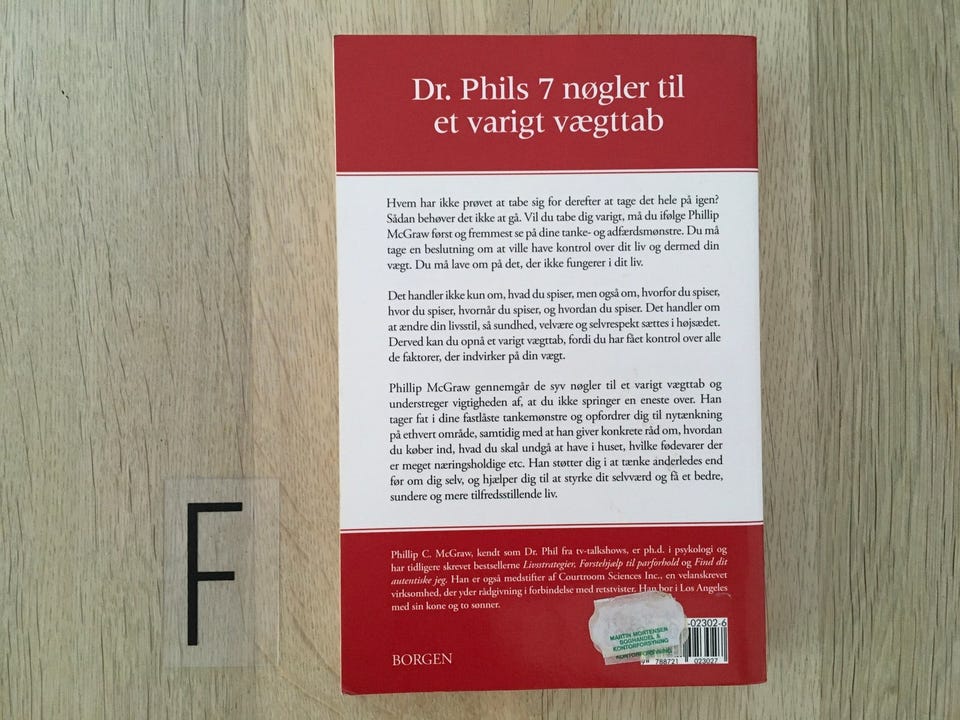 Dr. Phils 7 nøgler til
et varigt vægttab
Hvem har ikke prøvet at tabe sig for derefter at tage det hele på igen?
Sådan behøver det ikke at gå. Vil du tabe dig varigt, må du ifølge Phillip
McGraw først og fremmest se på dine tanke- og adfærdsmønstre. Du må
tage en beslutning om at ville have kontrol over dit liv og dermed din
vægt. Du må lave om på det, der ikke fungerer i dit liv.
Det handler ikke kun om, hvad du spiser, men også om, hvorfor du spiser,
hvor du spiser, hvornår du spiser, og hvordan du spiser. Det handler om
at ændre din livsstil, så sundhed, velvære og selvrespekt sættes i højsædet.
Derved kan du opnå et varigt vægttab, fordi du har fået kontrol over alle
de faktorer, der indvirker på din vægt.
Phillip McGraw gennemgår de syv nøgler til et varigt vægttab og
understreger vigtigheden af, at du ikke springer en eneste over. Han
tager fat i dine fastlåste tankemønstre og opfordrer dig til nytænkning
på ethvert område, samtidig med at han giver konkrete råd om, hvordan
du køber ind, hvad du skal undgå at have i huset, hvilke fødevarer der
er meget næringsholdige etc. Han støtter dig i at tænke anderledes end
før om dig selv, og hjælper dig til at styrke dit selvværd og få et bedre,
sundere og mere tilfredsstillende liv.
Phillip C. McGraw, kendt som Dr. Phil fra tv-talkshows, er ph.d. i psykologi og
har tidligere skrevet bestsellerne Livsstrategier, Førstehjælp til parforhold og Find dit
autentiske jeg. Han er også medstifter af Courtroom Sciences Inc., en velanskrevet
virksomhed, der yder rådgivning i forbindelse med retstvister. Han bor i Los Angeles
med sin kone og to sønner.
F
-02302-6
MARTIN MORTENSEN
BOGHANDEL &
KONTORFORSYNING
KONTORFORSYNING
788721 023027
BORGEN